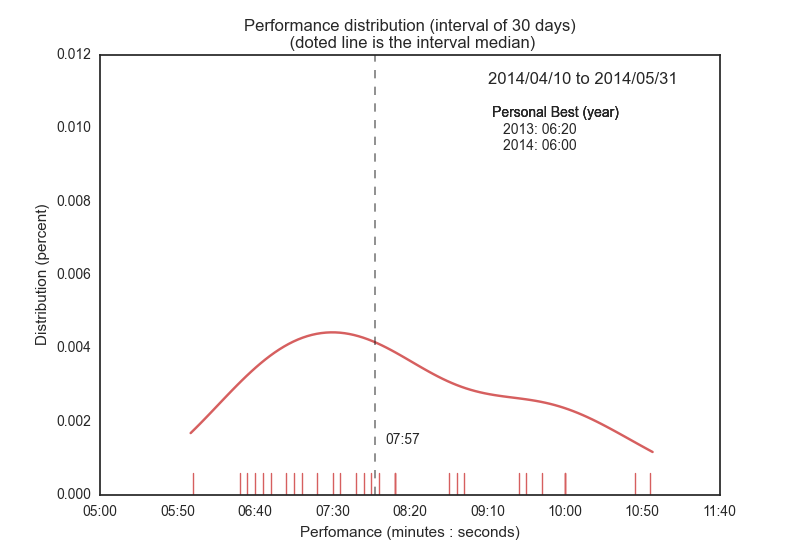 Performance distribution (interval of 30 days)
(doted line is the interval median)
2014/04/10 to 2014/05/31
Personal Best (year)
2013: 06:20
2014: 06:00
Distribution (percent)
0.012
0.010
0.008
0.006
0.004
0.002
0.000
07:57
05:00 05:50 06:40 07:30 08:20 09:10 10:00 10:50 11:40
Perfomance (minutes : seconds)